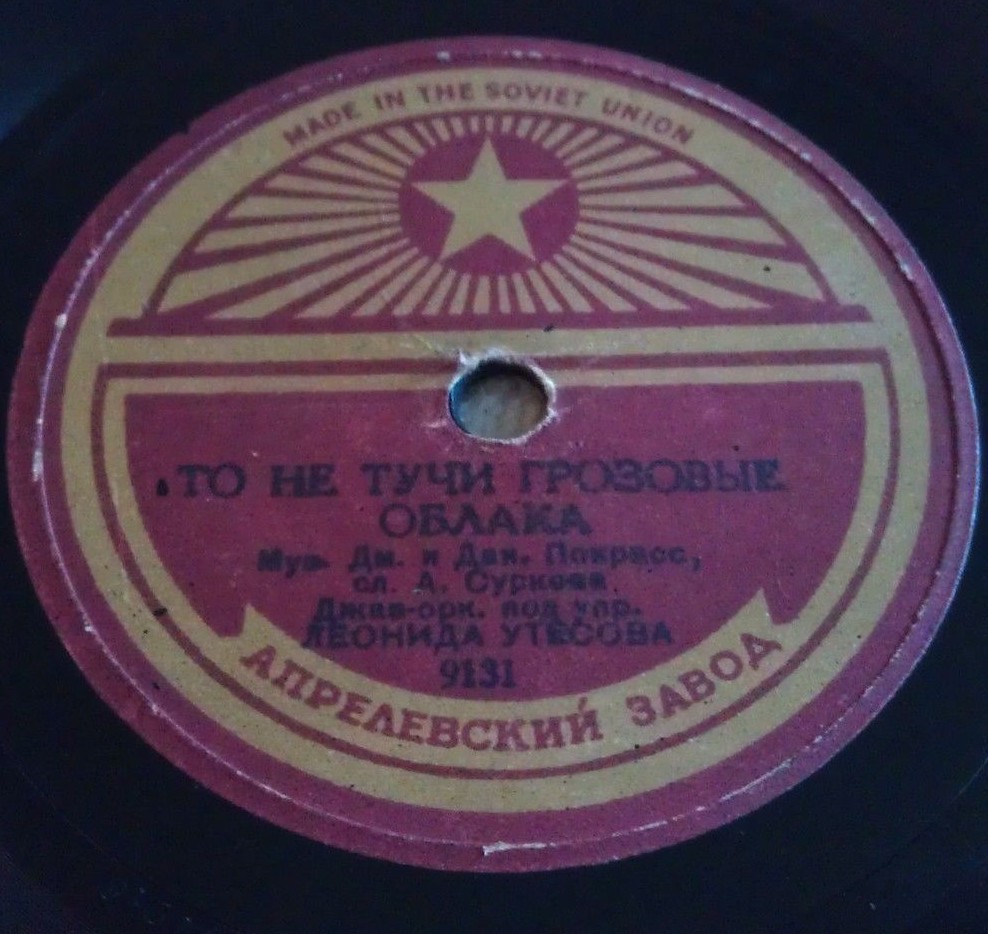 MADE IN THE SOVIET UNION
ТО НЕ ТУЧИ ГРОЗОВЫЕ
ОБЛАКА
Муз. Дм. и Дан. Покрасс,
сл. А. Суркова
Джаз-орк. под упр.
ЛЕОНИДА УТЕСОВА
9131
АПРЕЛЕВСКИЙ ЗАВОД